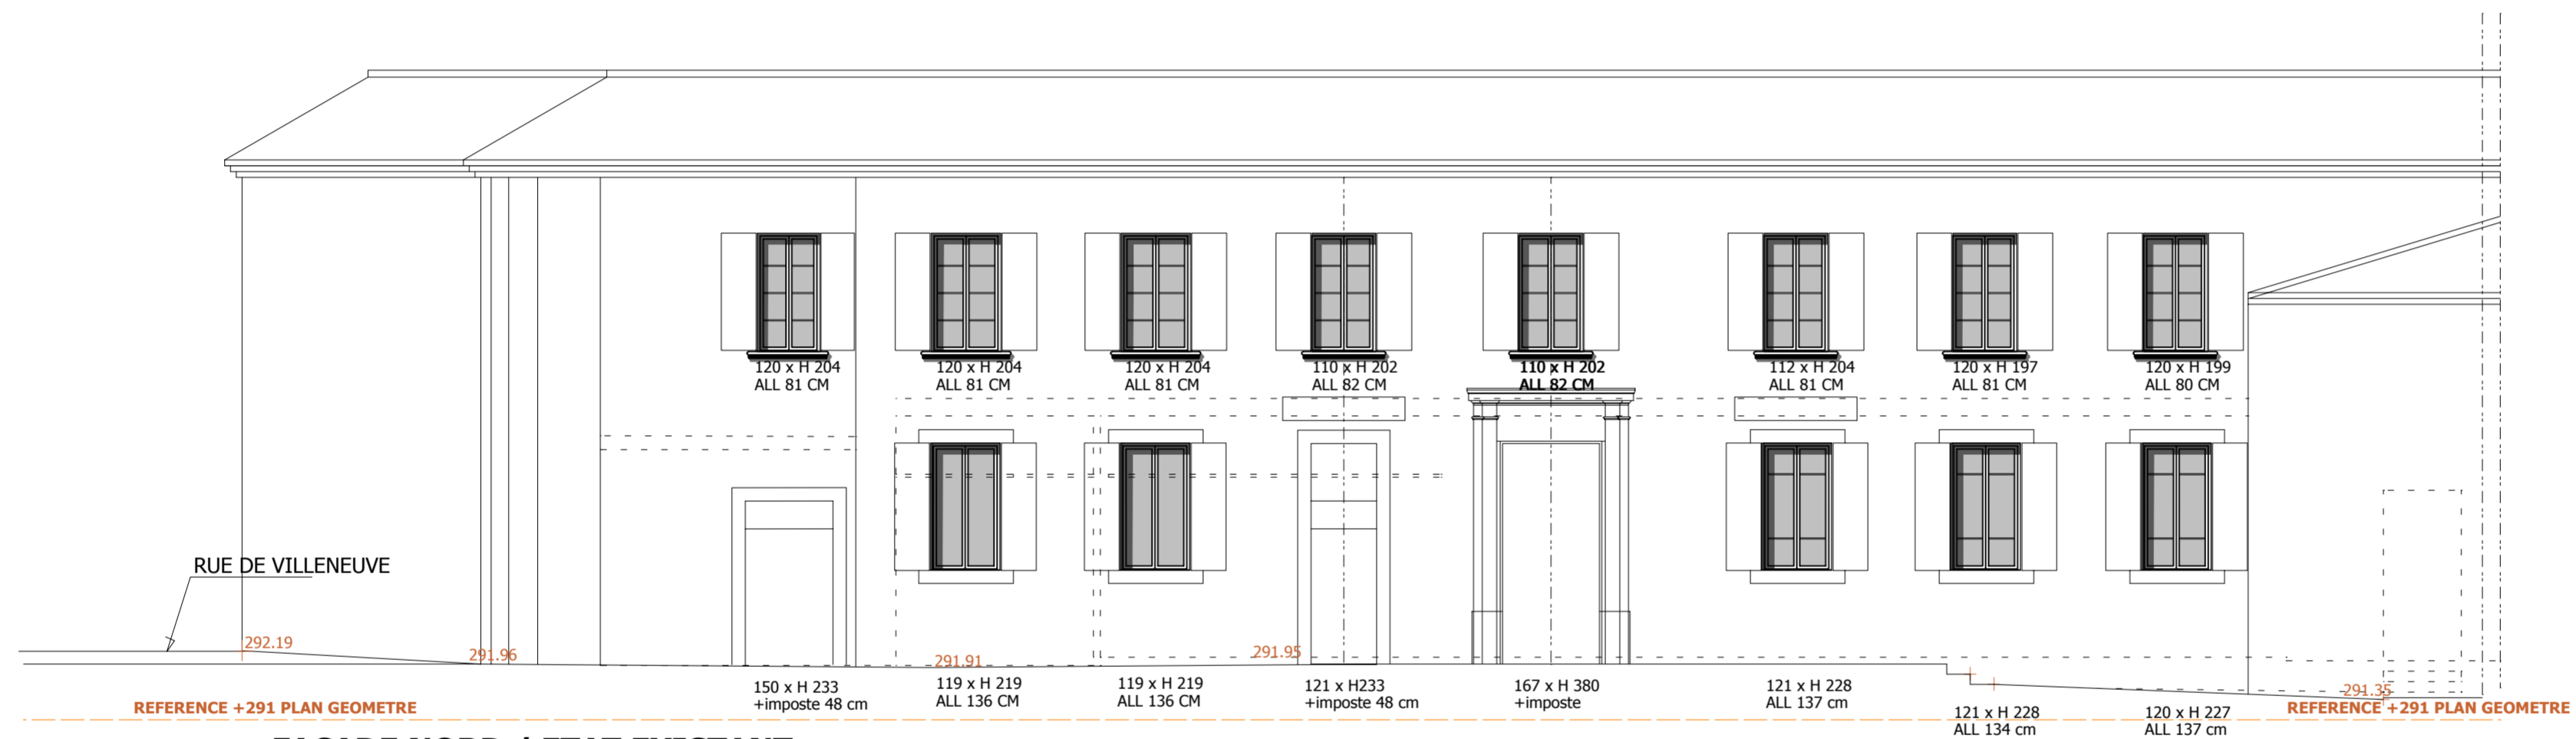 120 x H 204
ALL 81 CM
120 x H 204
ALL 81 CM
120 x H 204
ALL 81 CM
110 x H 202
ALL 82 CM
110 x H 202
ALL 82 CM
112 x H 204
ALL 81 CM
120 x H 197
ALL 81 CM
120 x H 199
ALL 80 CM
RUE DE VILLENEUVE
292.19
291.96
291.91
291.95
291.35
150 x H 233
+imposte 48 cm
119 x H 219
ALL 136 CM
119 x H 219
ALL 136 CM
121 x H233
+imposte 48 cm
167 x H 380
+imposte
121 x H 228
ALL 137 cm
121 x H 228
ALL 134 cm
120 x H 227
ALL 137 cm
REFERENCE +291 PLAN GEOMETRE
REFERENCE +291 PLAN GEOMETRE